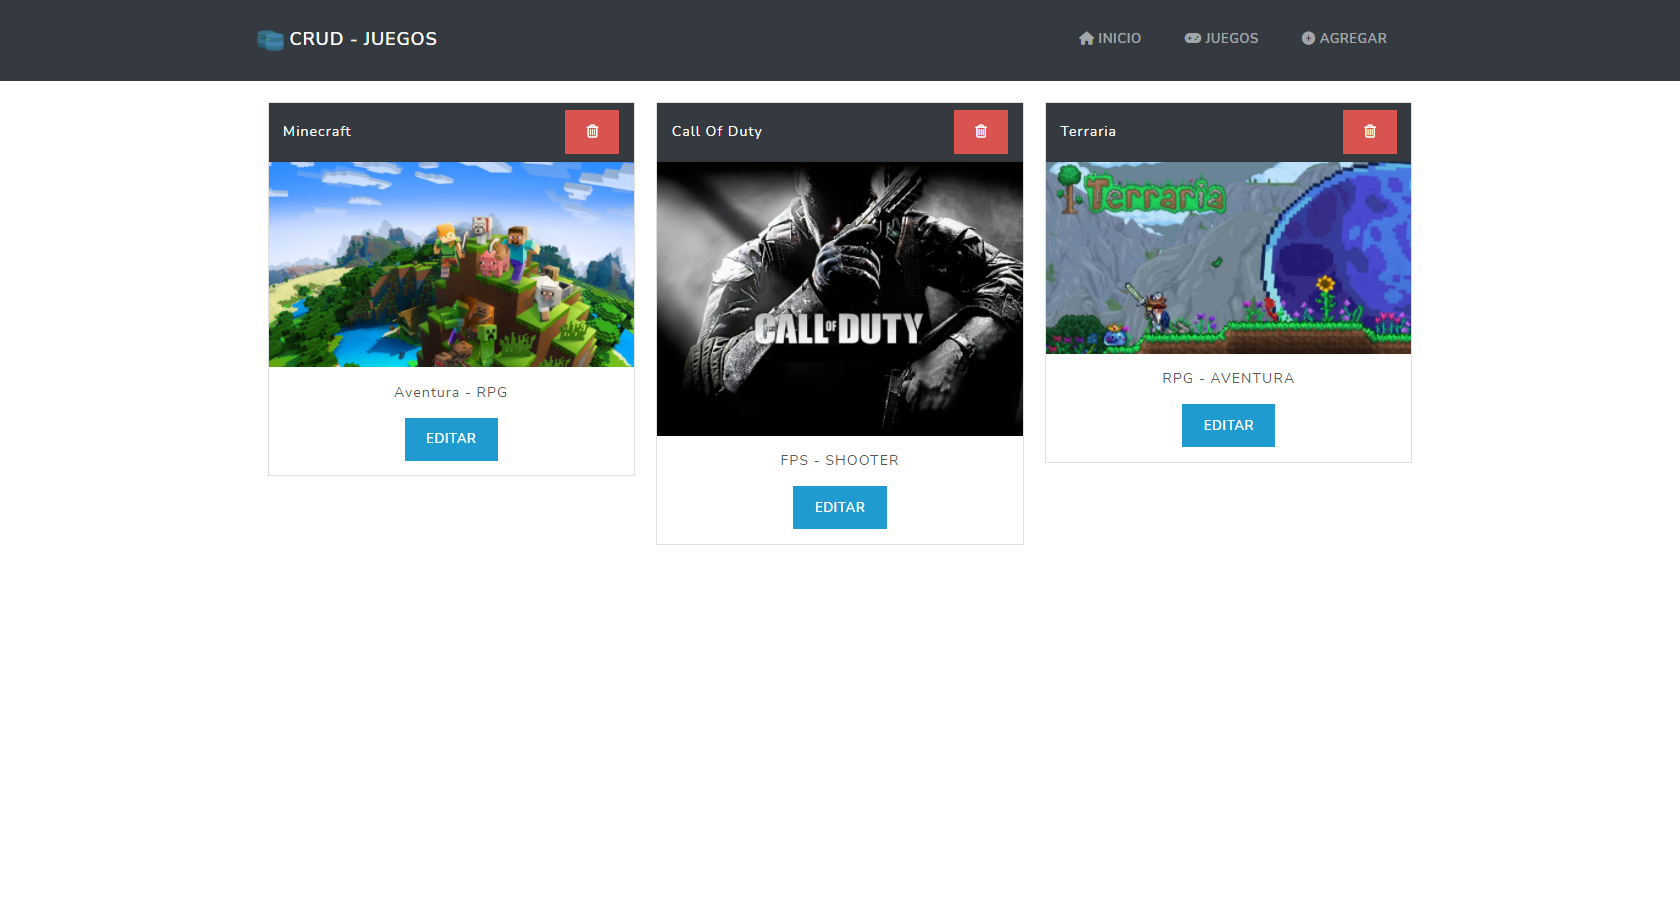 CRUD - JUEGOS
INICIO
JUEGOS
AGREGAR
Minecraft
Aventura - RPG
EDITAR
Call Of Duty
CALL OF DUTY
FPS - SHOOTER
EDITAR
Terraria
Terraria
RPG - AVENTURA
EDITAR